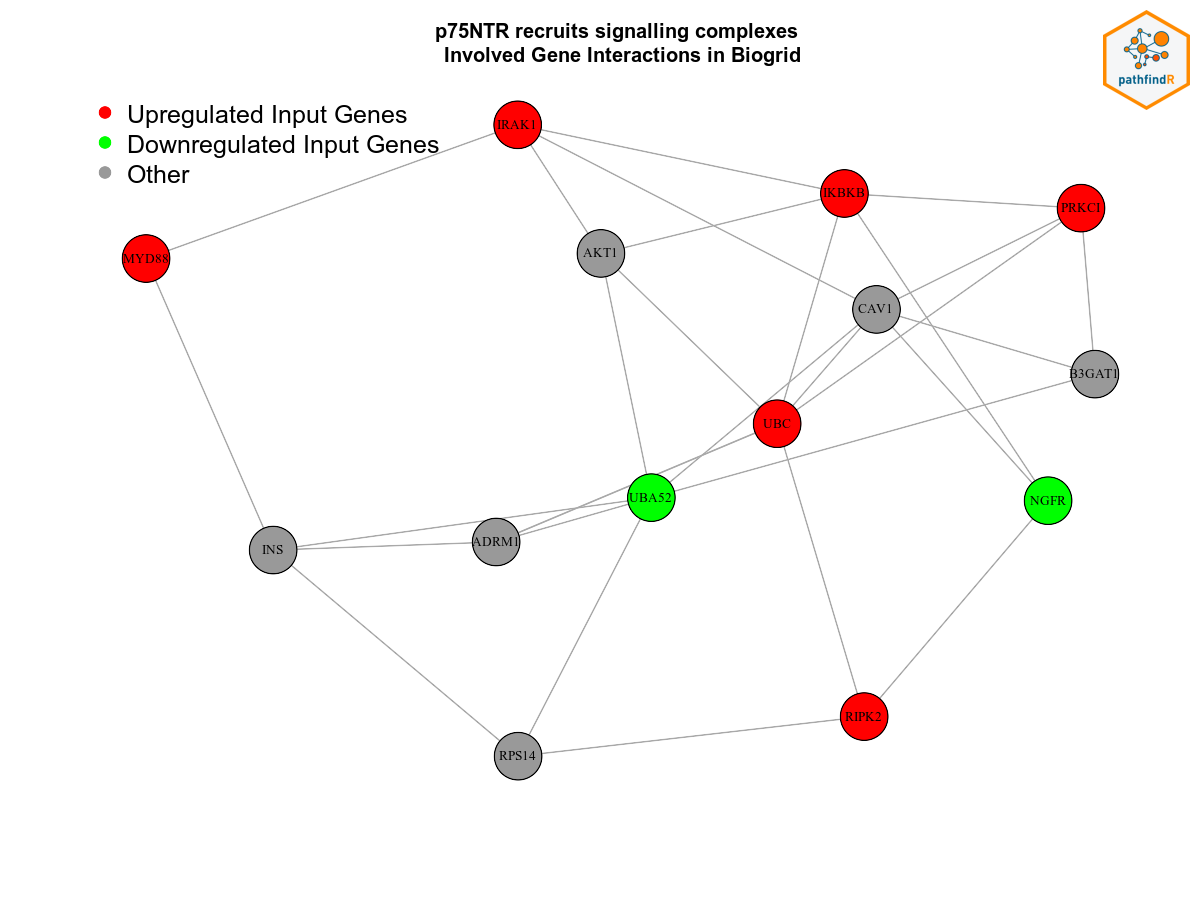 p75NTR recruits signalling complexes
Involved Gene Interactions in Biogrid
pathfindR
Upregulated Input Genes
Downregulated Input Genes
Other
IRAK1
IKBKB
PRKCI
MYD88
AKT1
CAV1
B3GAT1
UBC
UBA52
NGFR
ADRM1
INS
RIPK2
RPS14